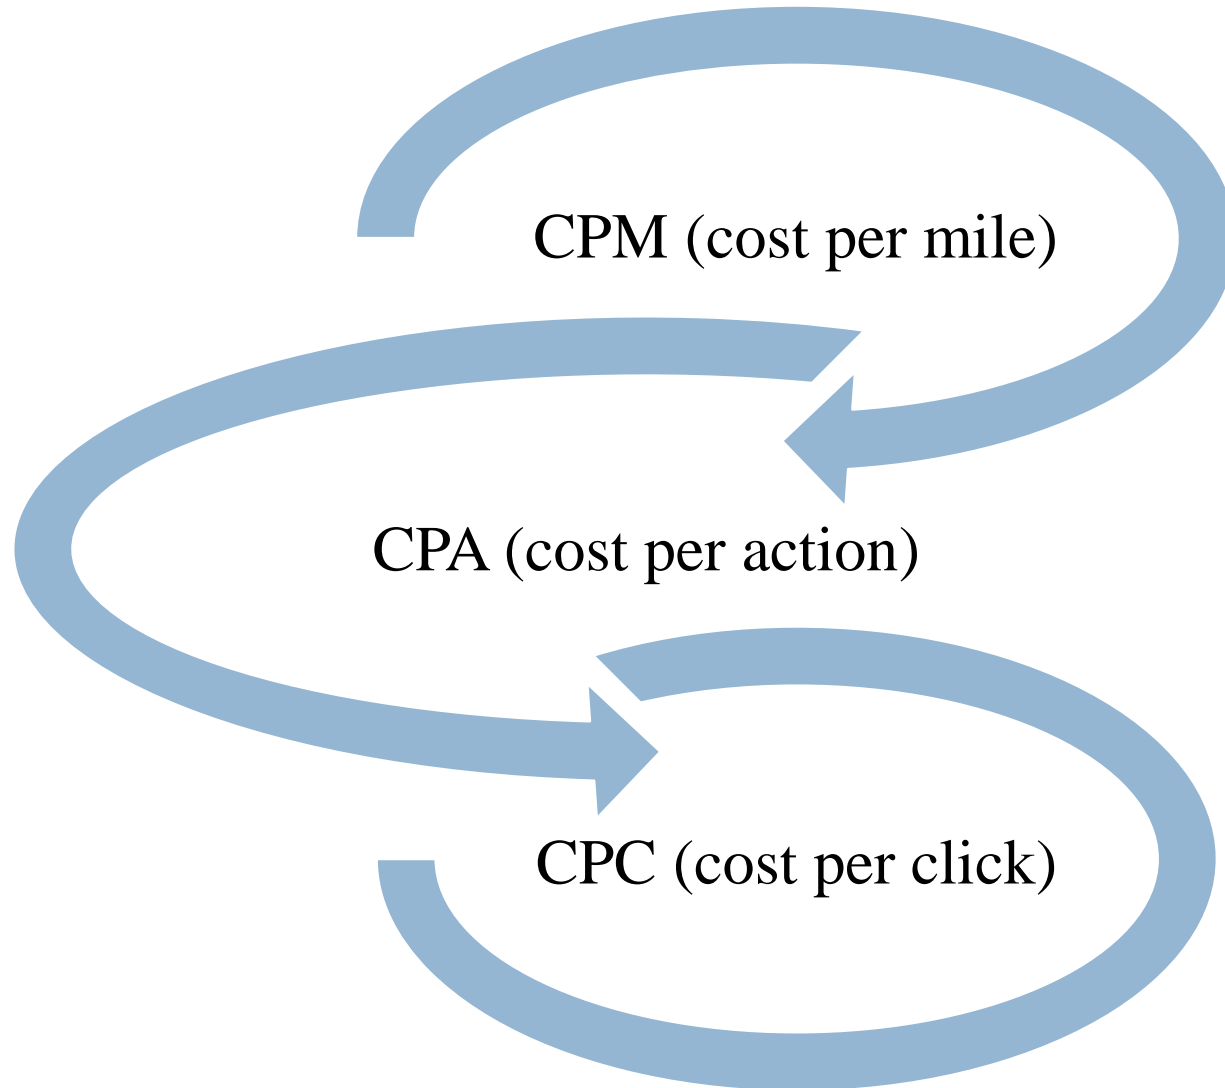 CPM (cost per mile)
CPA (cost per action)
CPC (cost per click)